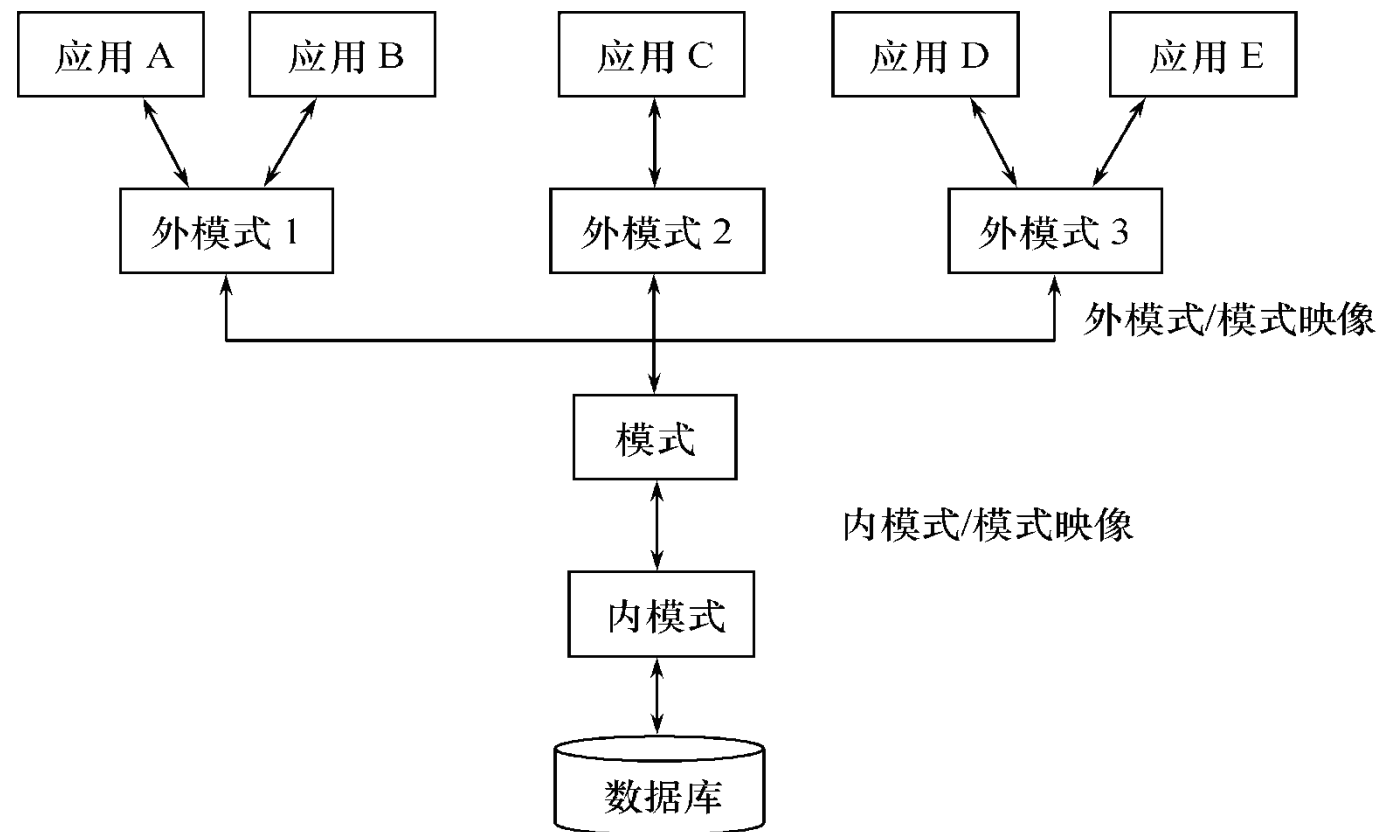 应用 A
应用 B
应用 C
应用 D
应用 E
外模式 1
外模式 2
外模式 3
外模式/模式映像
模式
内模式/模式映像
内模式
数据库